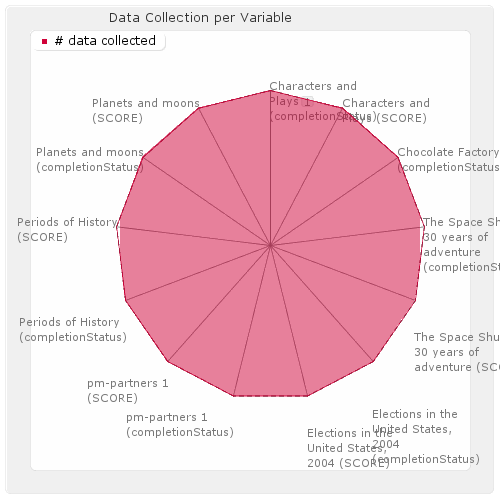 Data Collection per Variable
# data collected
Characters and
Plays 1
(completionStatus)
Characters and
Plays (SCORE)
Chocolate Factory
(completionStatus
The Space Shu
30 years of
adventure
(completionSt
The Space Shu
30 years of
adventure (SCO
Elections in the
United States,
2004
(completionStatus)
Elections in the
United States,
2004 (SCORE)
pm-partners 1
(completionStatus)
pm-partners 1
(SCORE)
Periods of History
(completionStatus)
Periods of History
(SCORE)
Planets and moons
(completionStatus)
Planets and moons
(SCORE)